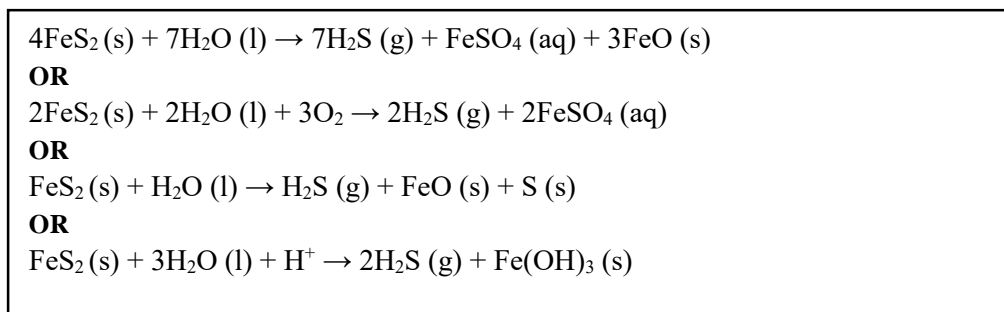 4FeS₂ (s) + 7H₂O (l) → 7H₂S (g) + FeSO₄ (aq) + 3FeO (s)
OR
2FeS₂ (s) + 2H₂O (l) + 3O₂ → 2H₂S (g) + 2FeSO₄ (aq)
OR
FeS₂ (s) + H₂O (l) → H₂S (g) + FeO (s) + S (s)
OR
FeS₂ (s) + 3H₂O (l) + H⁺ → 2H₂S (g) + Fe(OH)₃ (s)